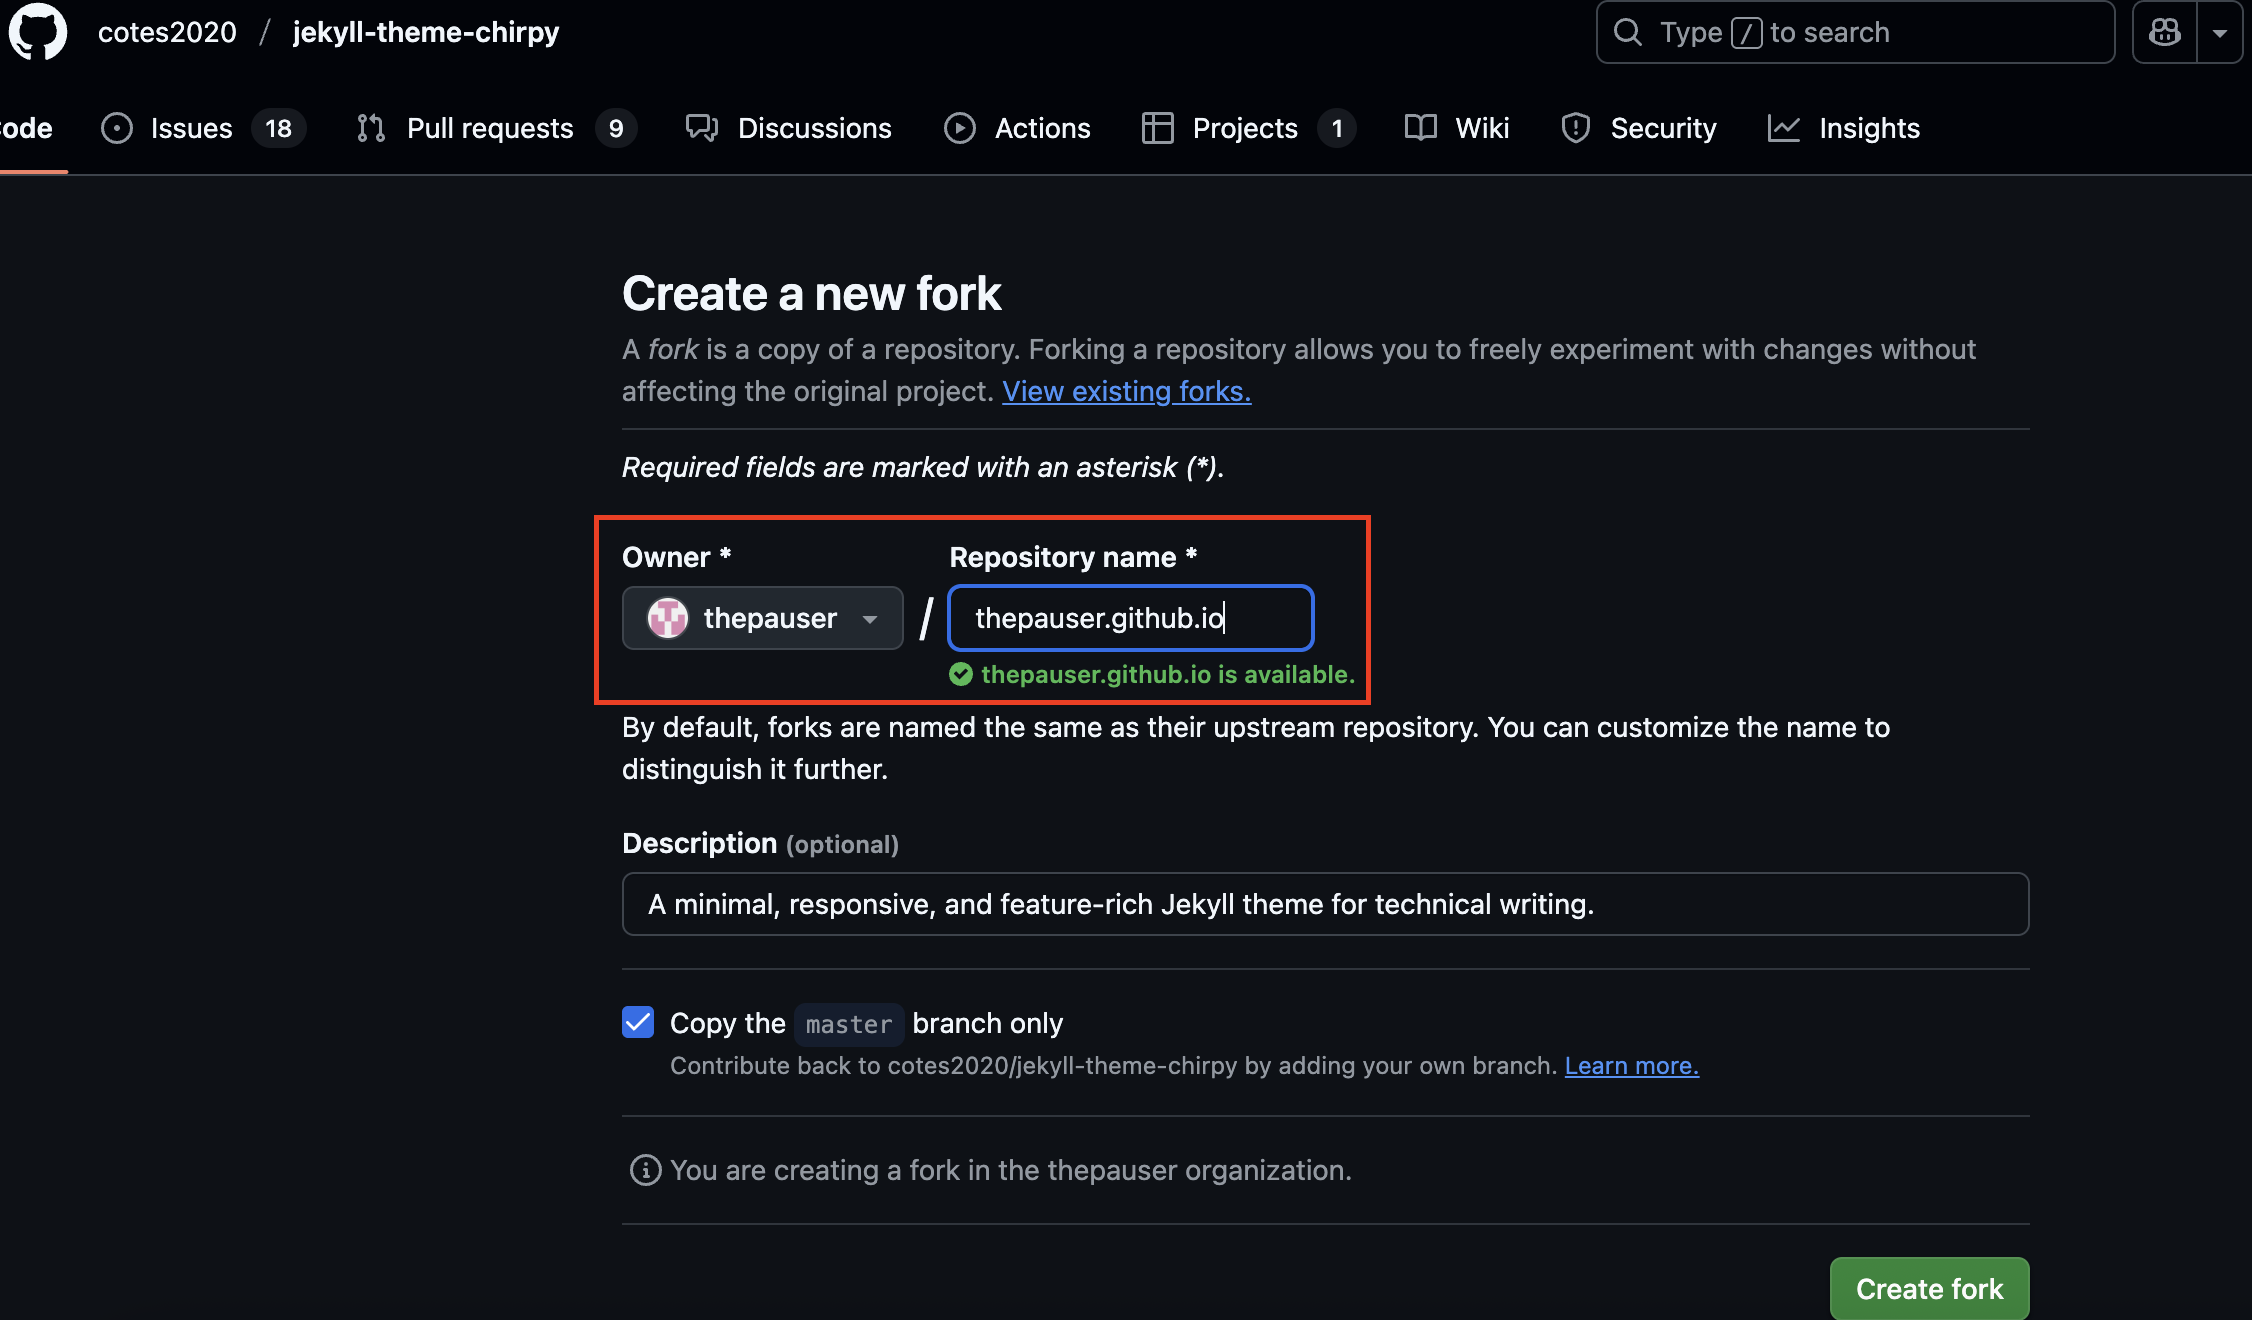 cotes2020 / jekyll-theme-chirpy
Type / to search
ode Issues 18 Pull requests 9 Discussions Actions Projects 1 Wiki Security Insights
Create a new fork
A fork is a copy of a repository. Forking a repository allows you to freely experiment with changes without
affecting the original project. View existing forks.
Required fields are marked with an asterisk (*).
Owner * Repository name *
thepauser / thepauser.github.io
thepauser.github.io is available.
By default, forks are named the same as their upstream repository. You can customize the name to
distinguish it further.
Description (optional)
A minimal, responsive, and feature-rich Jekyll theme for technical writing.
Copy the master branch only
Contribute back to cotes2020/jekyll-theme-chirpy by adding your own branch. Learn more.
You are creating a fork in the thepauser organization.
Create fork